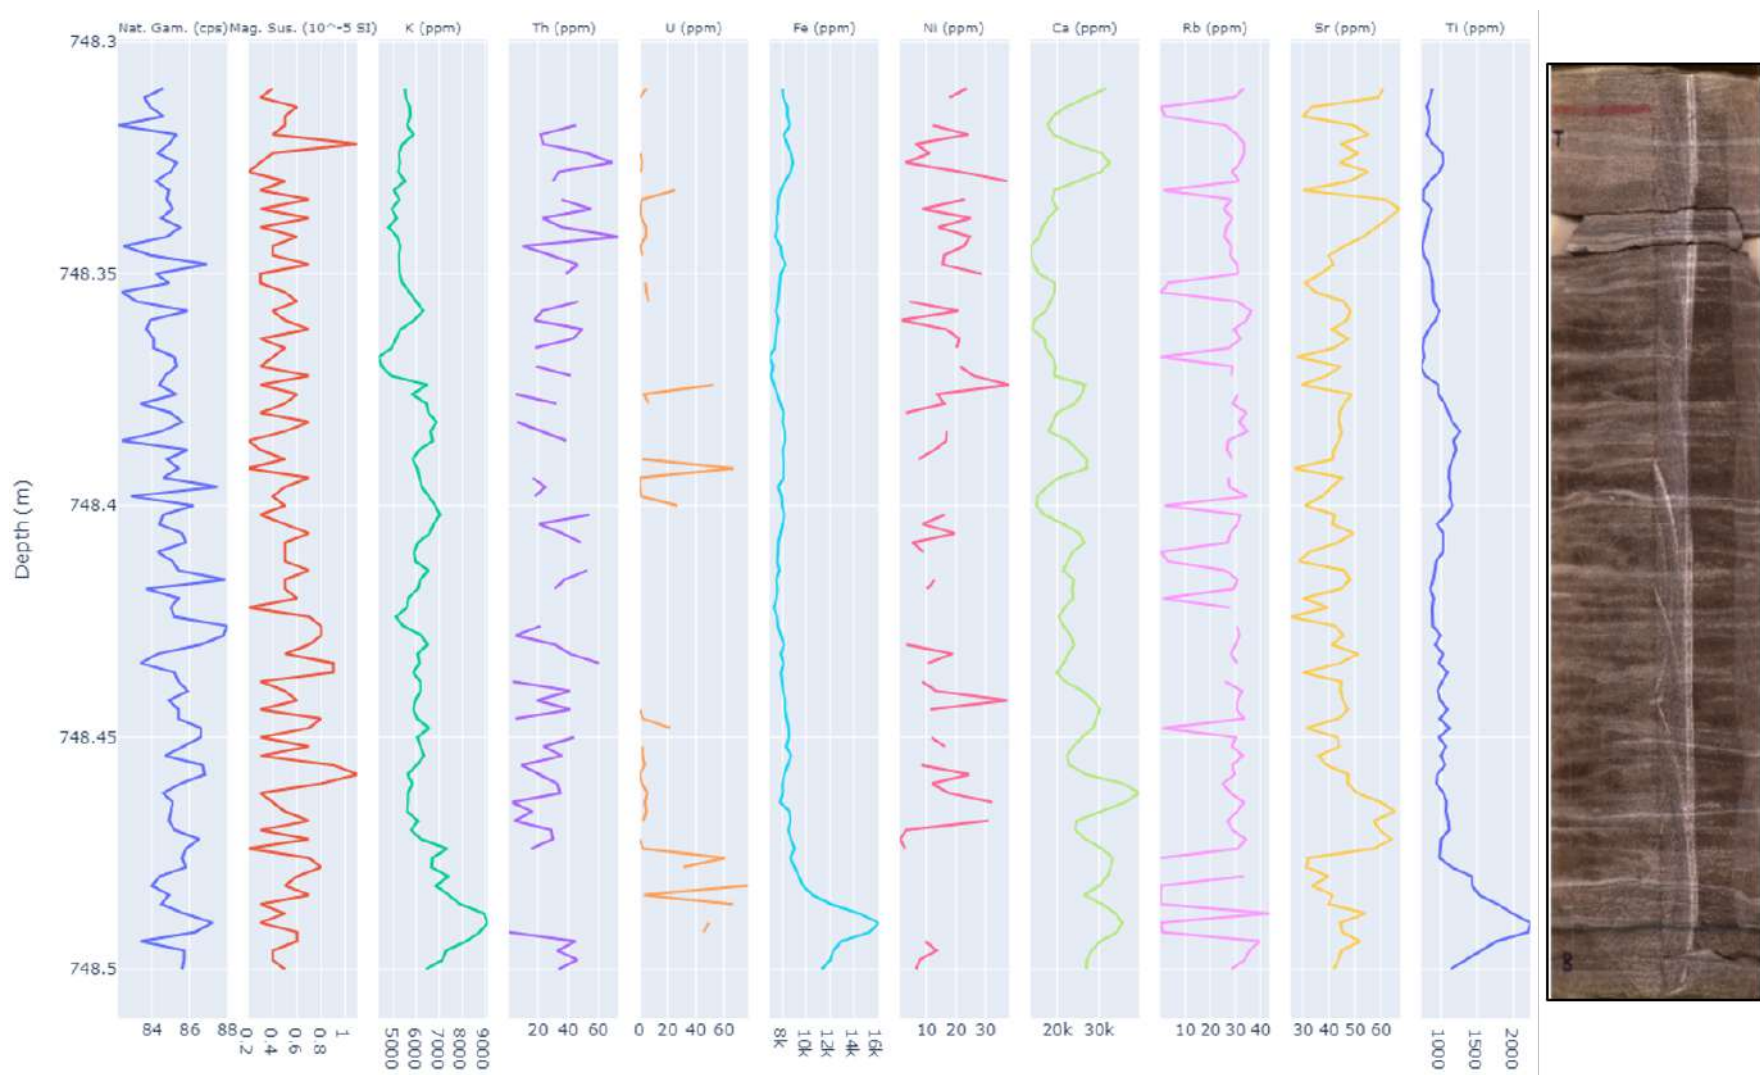 Nat. Gam. (cps) Mag. Sus. (10^-5 SI) K (ppm) Th (ppm) U (ppm) Fe (ppm) Ni (ppm) Ca (ppm) Rb (ppm) Sr (ppm) Ti (ppm)
748.3
T
748.35
748.4
Depth (m)
748.45
748.5
84 86 88 0.2 0.4 0.6 0.8 1 5000 6000 7000 8000 9000 20 40 60 0 20 40 60 8k 10k 12k 14k 16k 10 20 30 20k 30k 10 20 30 40 30 40 50 60 1000 1500 2000